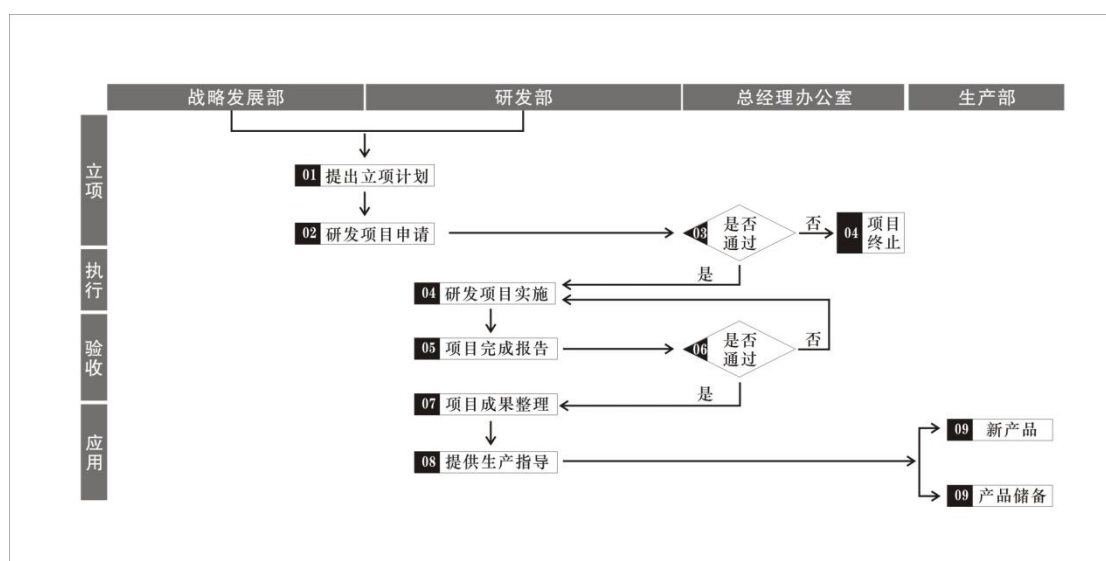 战略发展部 研发部 总经理办公室 生产部
立项
01 提出立项计划
02 研发项目申请
03 是否
通过
否
04 项目
终止
是
执行
04 研发项目实施
验收
05 项目完成报告
06 是否
通过
否
是
应用
07 项目成果整理
08 提供生产指导
09 新产品
09 产品储备